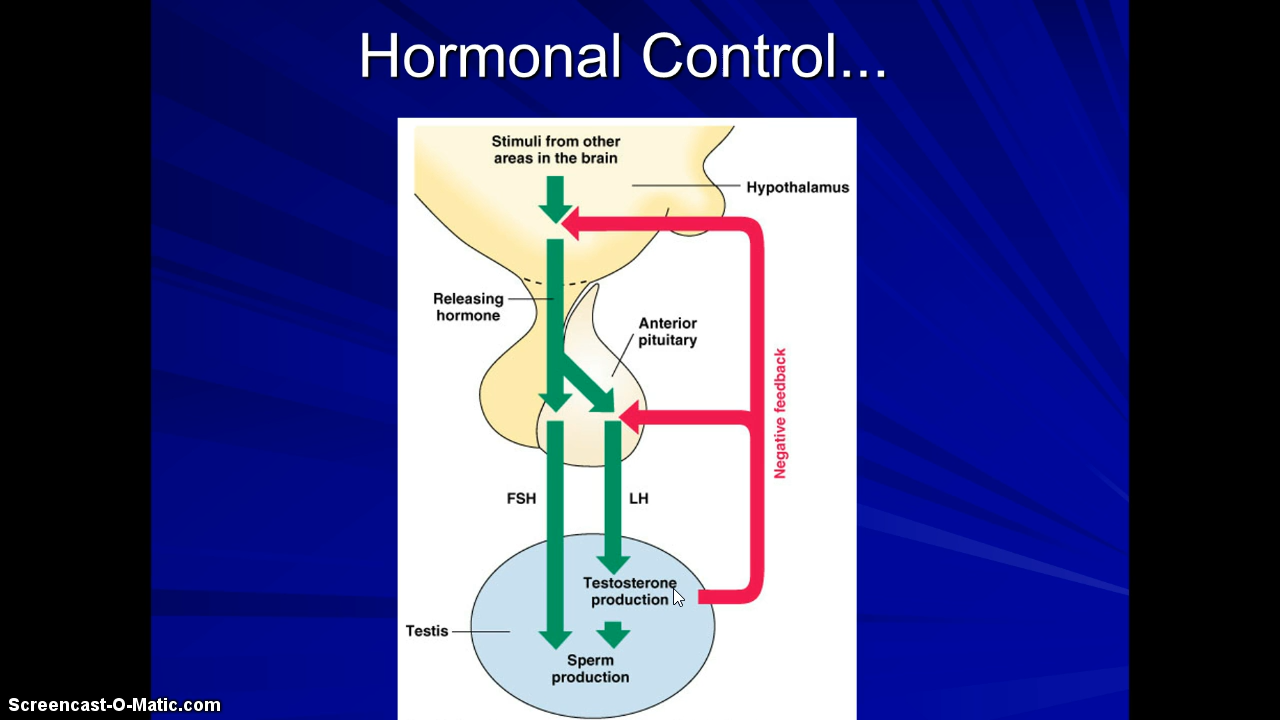 Hormonal Control...
Stimuli from other
areas in the brain
Hypothalamus
Releasing
hormone
Anterior
pituitary
Negative feedback
FSH
LH
Testosterone
production
Testis
Sperm
production
Screencast-O-Matic.com